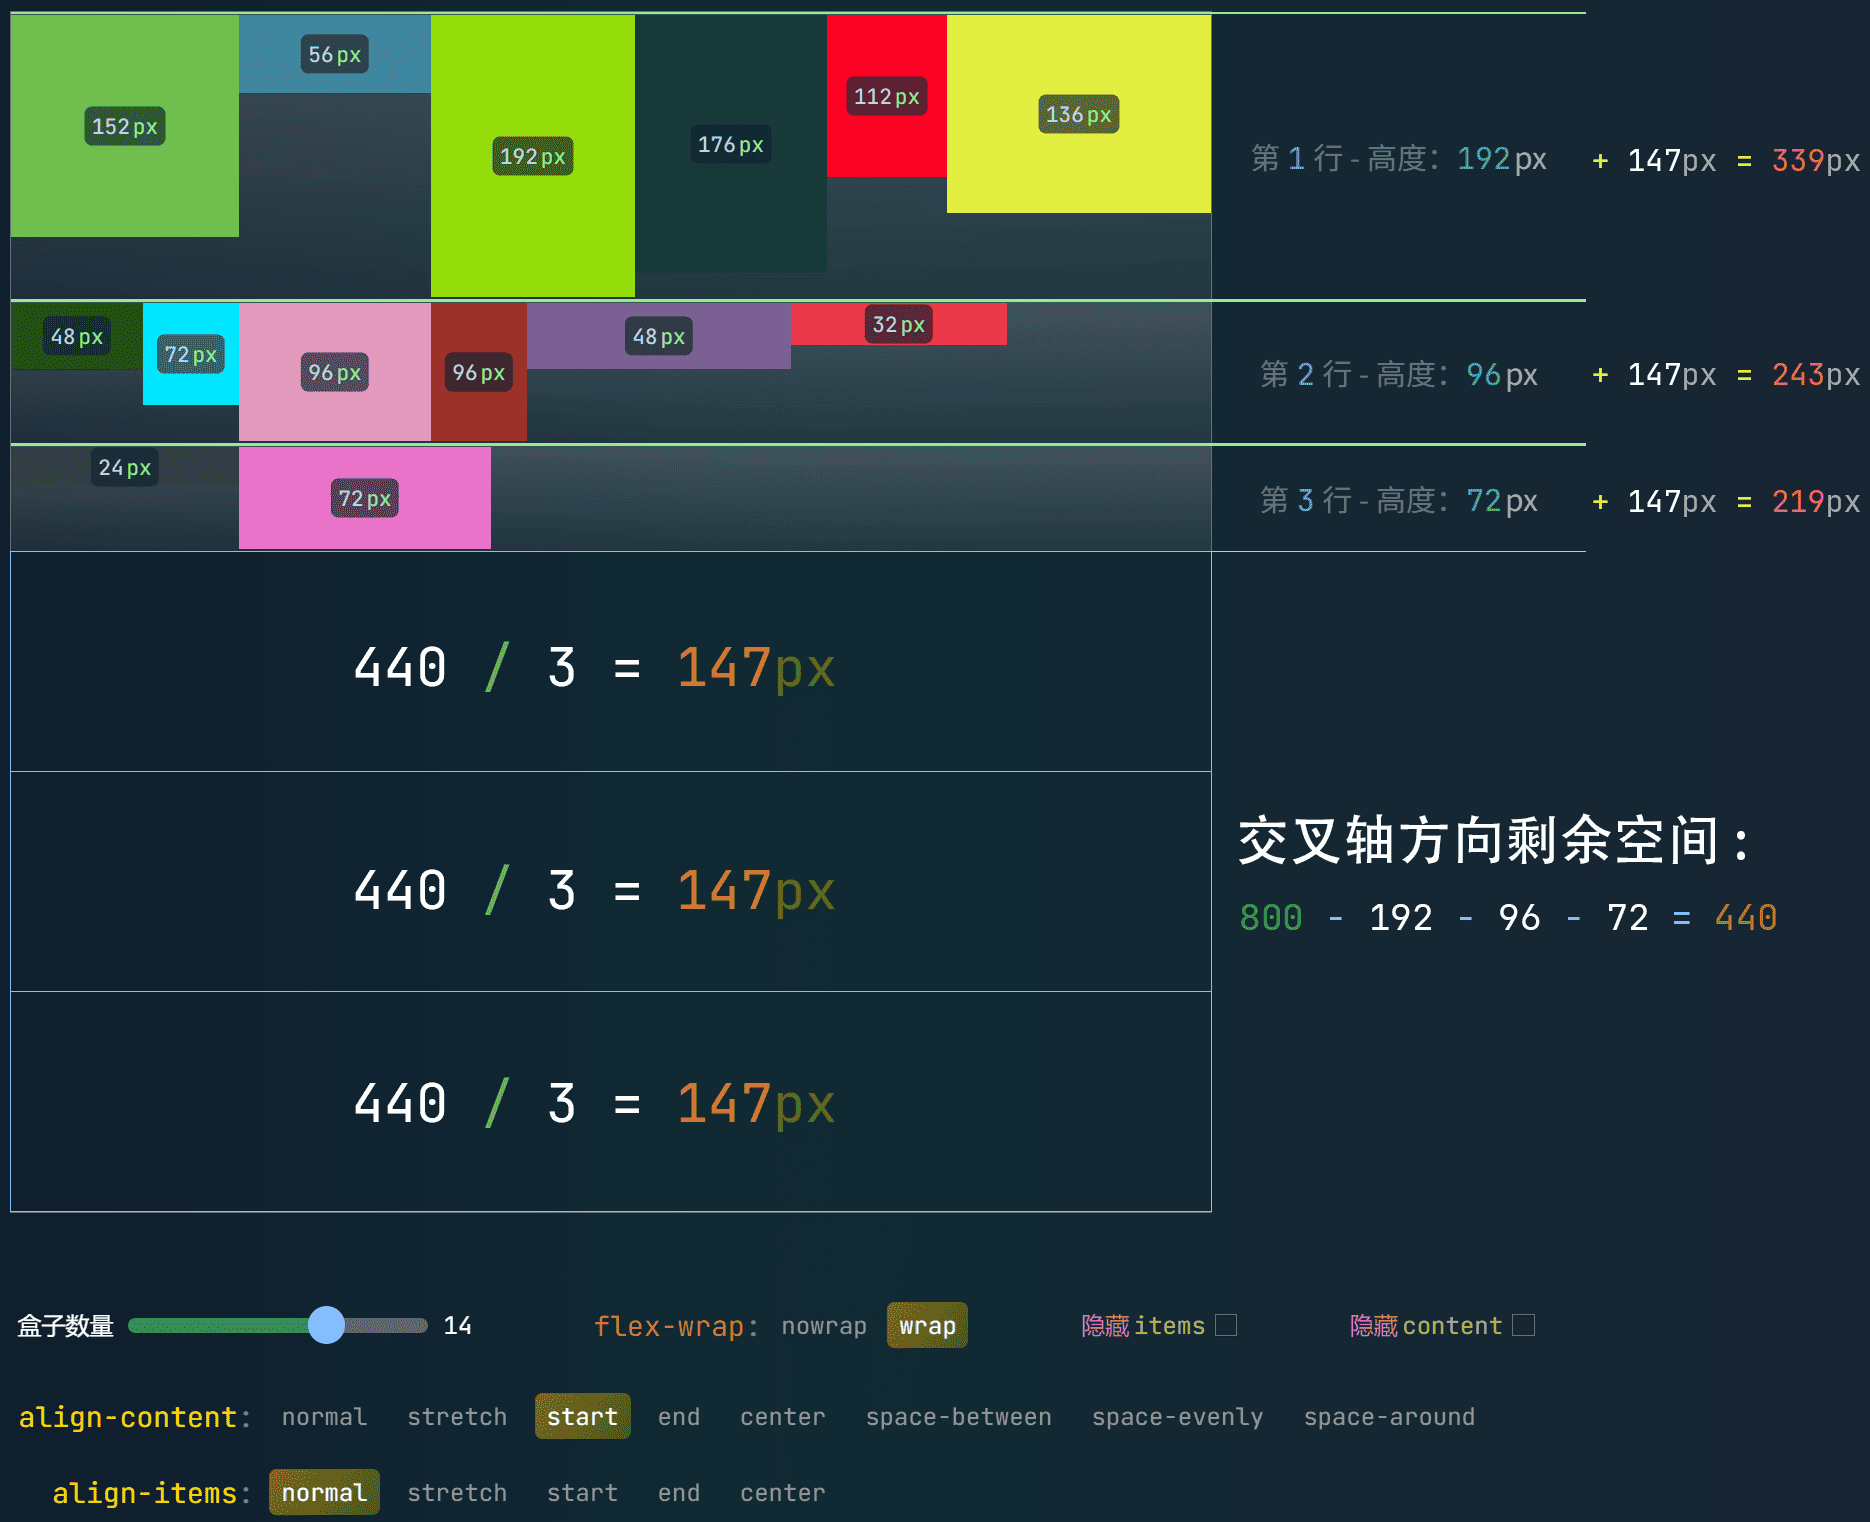 152px
56px
192px
176px
112px
136px
第 1 行 - 高度：192px + 147px = 339px
48px
72px
96px
96px
48px
32px
第 2 行 - 高度：96px + 147px = 243px
24px
72px
第 3 行 - 高度：72px + 147px = 219px
440 / 3 = 147px
440 / 3 = 147px
440 / 3 = 147px
交叉轴方向剩余空间：
800 - 192 - 96 - 72 = 440
盒子数量 14 flex-wrap: nowrap wrap 隐藏items 隐藏content
align-content: normal stretch start end center space-between space-evenly space-around
align-items: normal stretch start end center